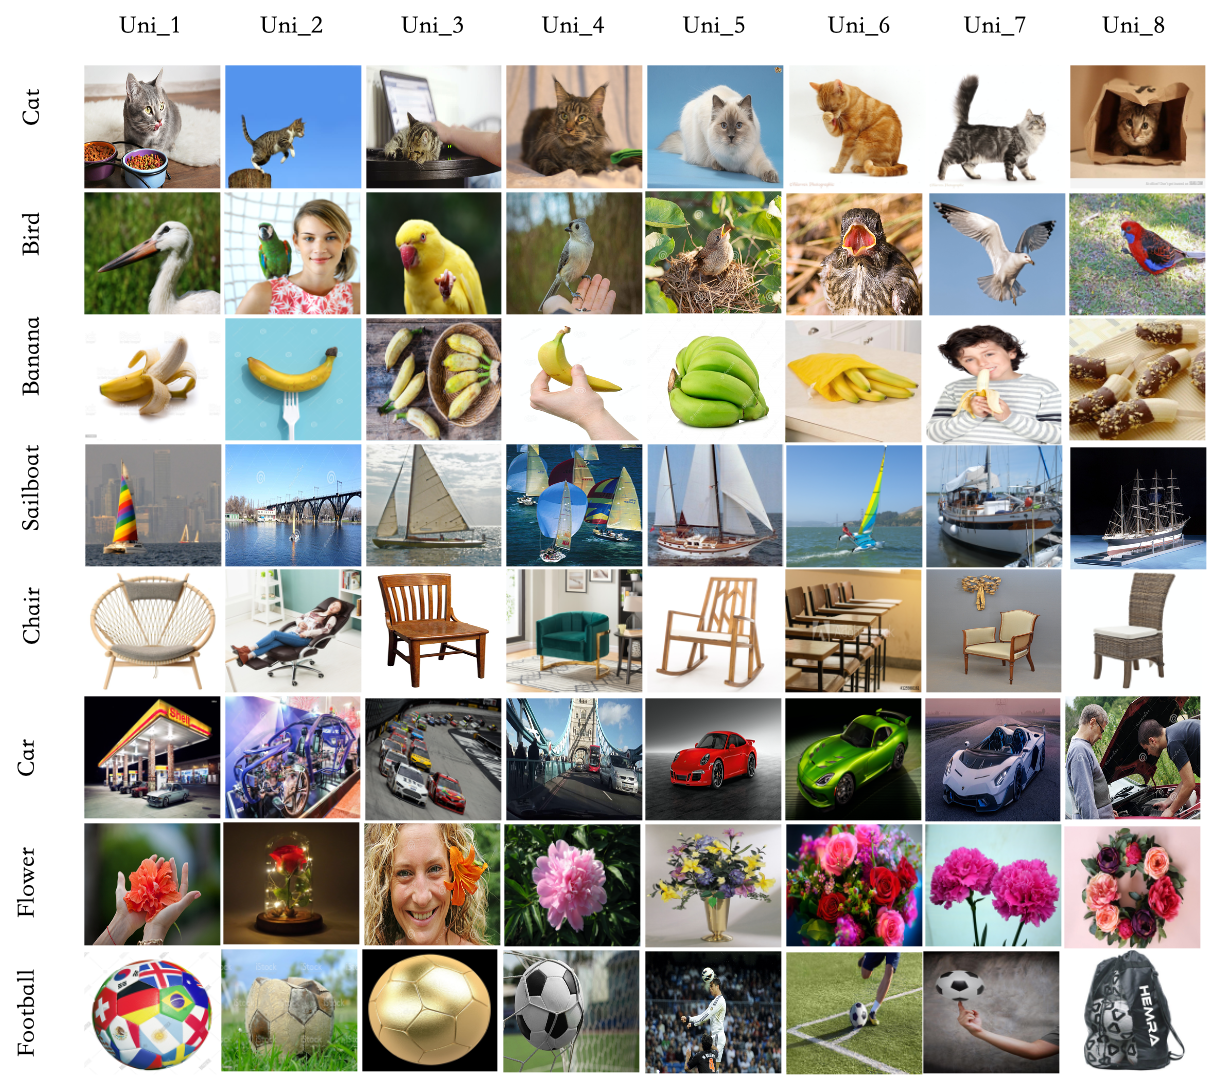 Uni_1 Uni_2 Uni_3 Uni_4 Uni_5 Uni_6 Uni_7 Uni_8
Cat
Bird
Banana
Sailboat
Chair
Car
Shell
Flower
Football
HEMRA